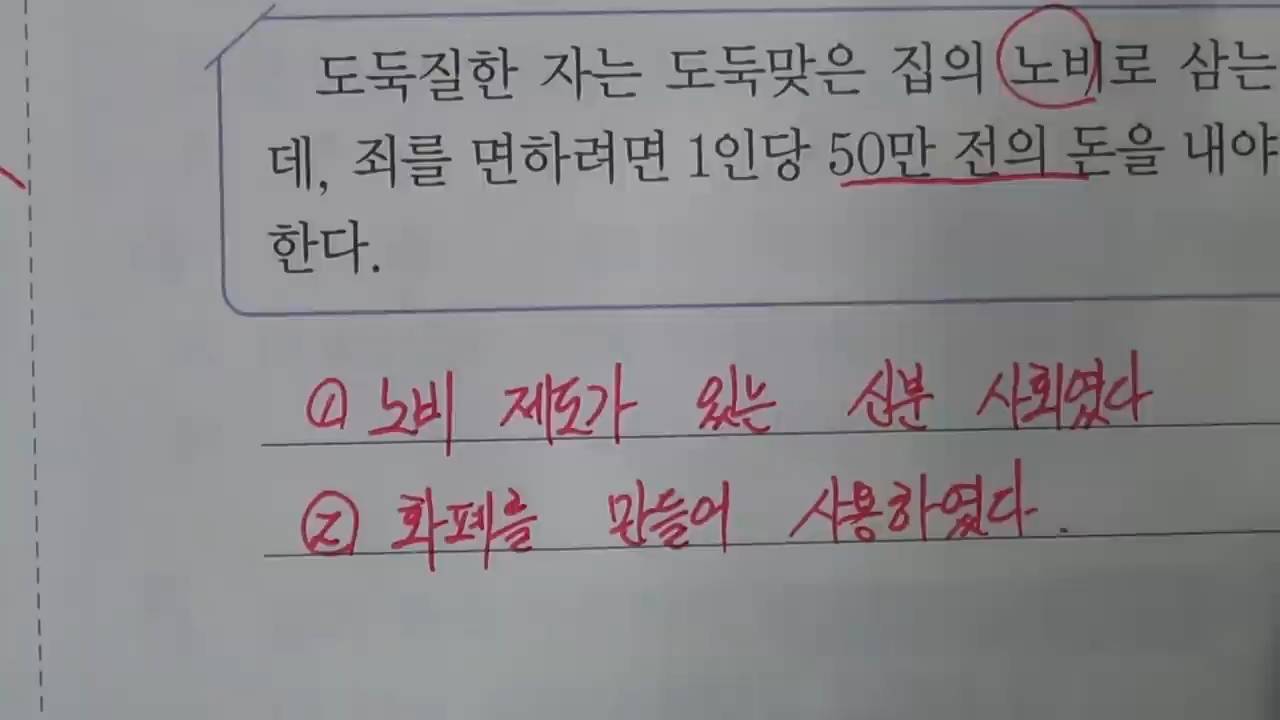 도둑질한 자는 도둑맞은 집의 노비로 삼는
데, 죄를 면하려면 1인당 50만 전의 돈을 내야
한다.
① 노비 제도가 있는 신분 사회였다
② 화폐를 만들어 사용하였다.